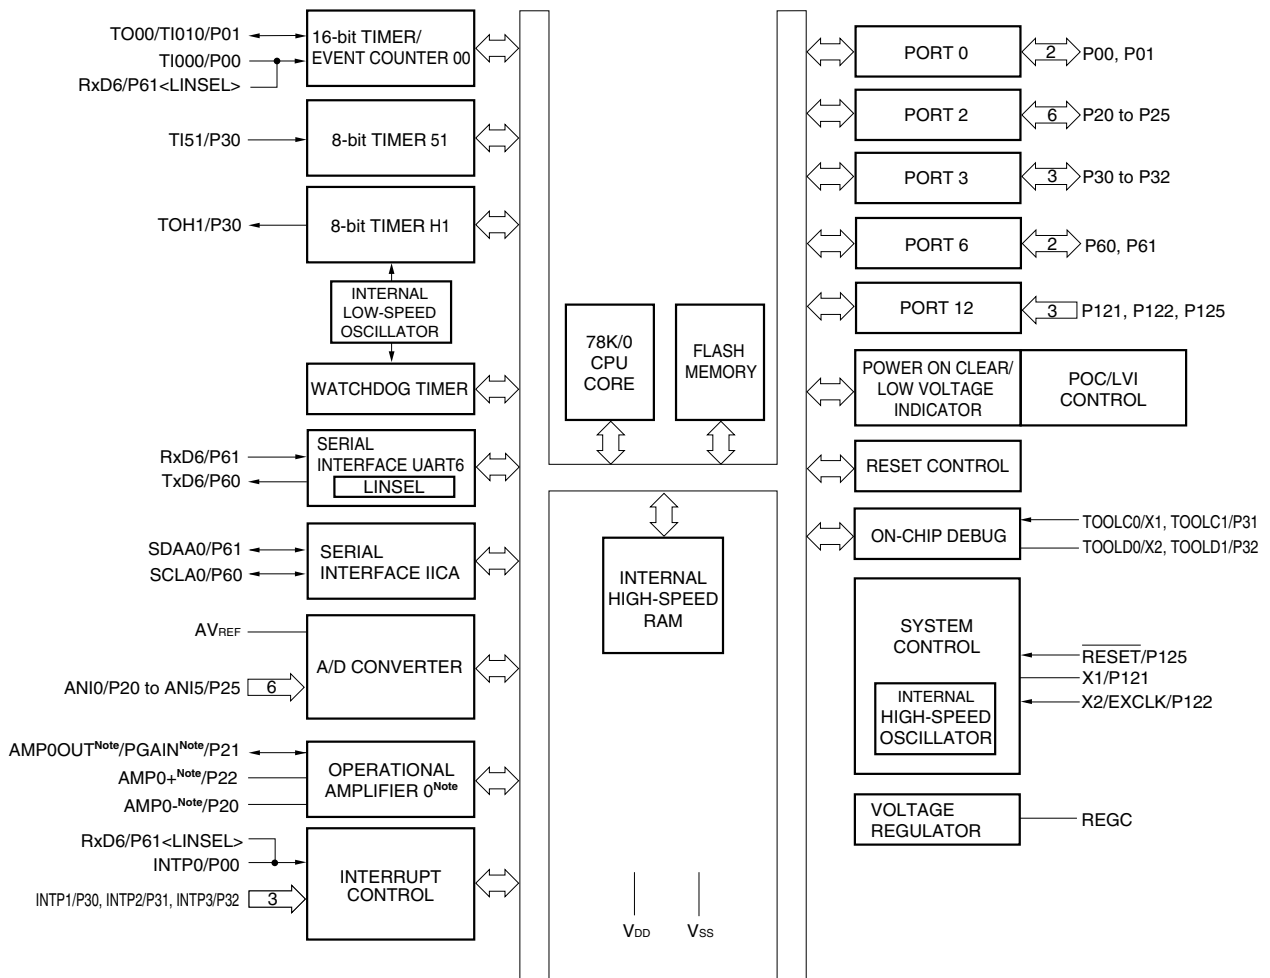 TO00/TI010/P01
TI000/P00
RxD6/P61<LINSEL>
16-bit TIMER/
EVENT COUNTER 00
TI51/P30
8-bit TIMER 51
TOH1/P30
8-bit TIMER H1
INTERNAL
LOW-SPEED
OSCILLATOR
WATCHDOG TIMER
RxD6/P61
TxD6/P60
SERIAL
INTERFACE UART6
LINSEL
SDAA0/P61
SCLA0/P60
SERIAL
INTERFACE IICA
AVREF
ANI0/P20 to ANI5/P25
6
A/D CONVERTER
AMP0OUTNote/PGAINNote/P21
AMP0+Note/P22
AMP0-Note/P20
OPERATIONAL
AMPLIFIER 0Note
RxD6/P61<LINSEL>
INTP0/P00
INTP1/P30, INTP2/P31, INTP3/P32
3
INTERRUPT
CONTROL
78K/0
CPU
CORE
FLASH
MEMORY
INTERNAL
HIGH-SPEED
RAM
VDD
VSS
PORT 0
2
P00, P01
PORT 2
6
P20 to P25
PORT 3
3
P30 to P32
PORT 6
2
P60, P61
PORT 12
3
P121, P122, P125
POWER ON CLEAR/
LOW VOLTAGE
INDICATOR
POC/LVI
CONTROL
RESET CONTROL
ON-CHIP DEBUG
TOOLC0/X1, TOOLC1/P31
TOOLD0/X2, TOOLD1/P32
SYSTEM
CONTROL
INTERNAL
HIGH-SPEED
OSCILLATOR
RESET/P125
X1/P121
X2/EXCLK/P122
VOLTAGE
REGULATOR
REGC